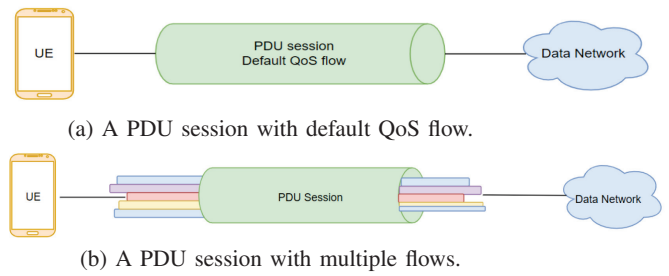 UE
PDU session
Default QoS flow
Data Network
(a) A PDU session with default QoS flow.
UE
PDU Session
Data Network
(b) A PDU session with multiple flows.